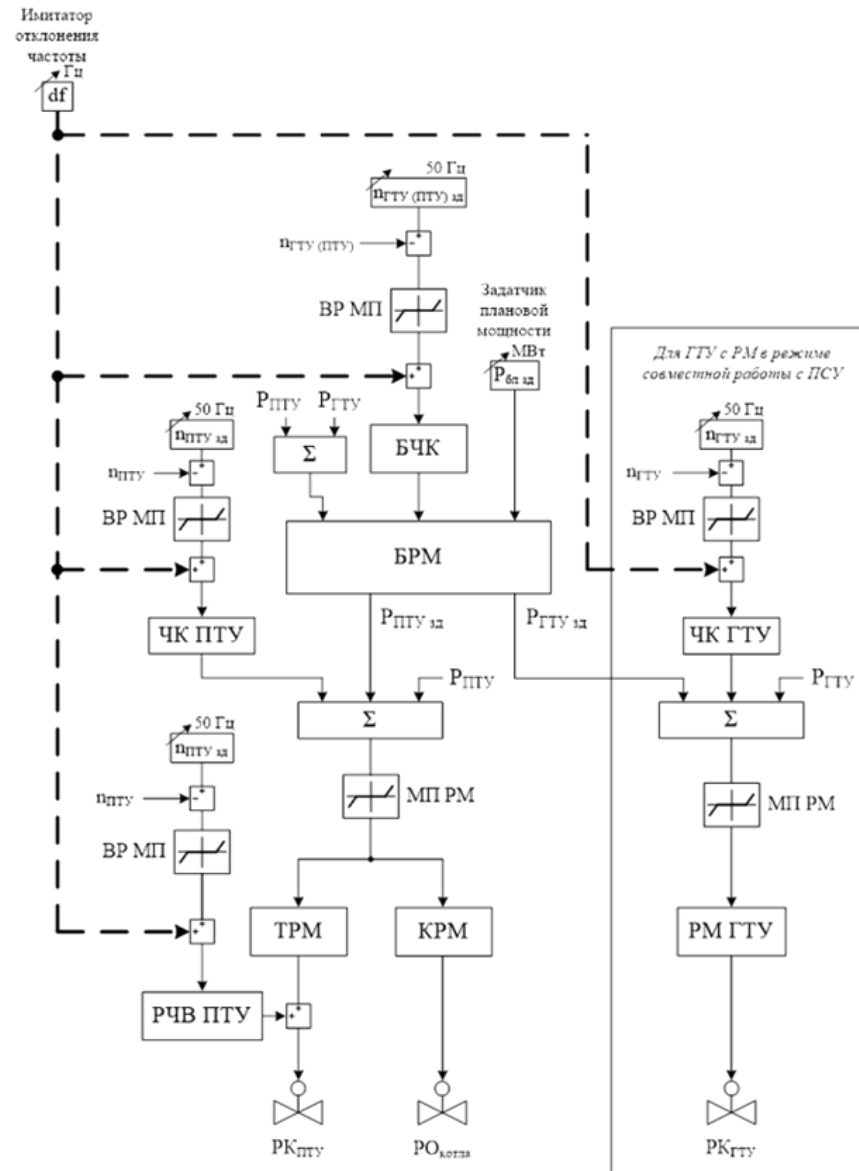 Имитатор
отклонения
частоты
Гц
df
50 Гц
nГТУ (ПТУ) зд
+
-
nГТУ (ПТУ)
ВР МП
Задатчик
плановой
мощности
МВт
Pбл зд
+
+
Для ГТУ с РМ в режиме
совместной работы с ПСУ
50 Гц
nПТУ зд
PПТУ
PГТУ
Σ
БЧК
50 Гц
nГТУ зд
nПТУ
-
+
nГТУ
-
+
ВР МП
ВР МП
БРМ
+
+
+
+
ЧК ПТУ
PПТУ зд
PГТУ зд
ЧК ГТУ
PПТУ
PГТУ
Σ
Σ
50 Гц
nПТУ зд
nПТУ
-
+
МП РМ
МП РМ
ВР МП
+
+
ТРМ
КРМ
РМ ГТУ
РЧВ ПТУ
+
+
РКПТУ
РОкотла
РКГТУ